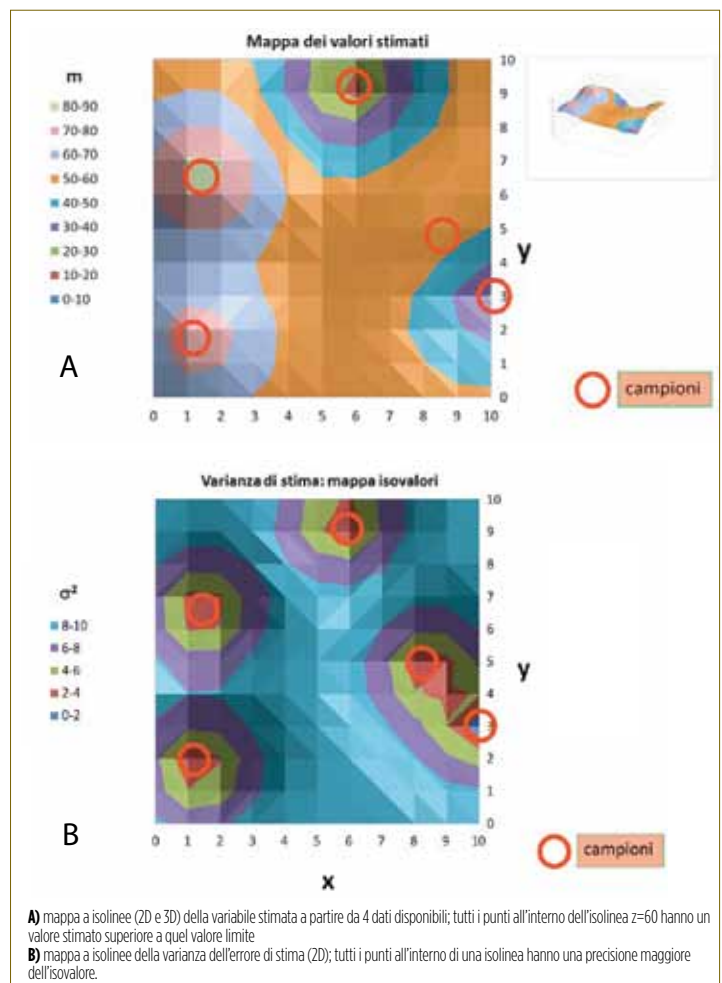 Mappa dei valori stimati
m
80-90
70-80
60-70
50-60
40-50
30-40
20-30
10-20
0-10
10
9
8
7
6
5
4
3
2
1
0
y
A
0 1 2 3 4 5 6 7 8 9 10
campioni
Varianza di stima: mappa isovalori
σ²
8-10
6-8
4-6
2-4
0-2
10
9
8
7
6
5
4
3
2
1
0
y
B
0 1 2 3 4 5 6 7 8 9 10
x
campioni
A) mappa a isolinee (2D e 3D) della variabile stimata a partire da 4 dati disponibili; tutti i punti all'interno dell'isolinea z=60 hanno un
valore stimato superiore a quel valore limite
B) mappa a isolinee della varianza dell'errore di stima (2D); tutti i punti all'interno di una isolinea hanno una precisione maggiore
dell'isovalore.